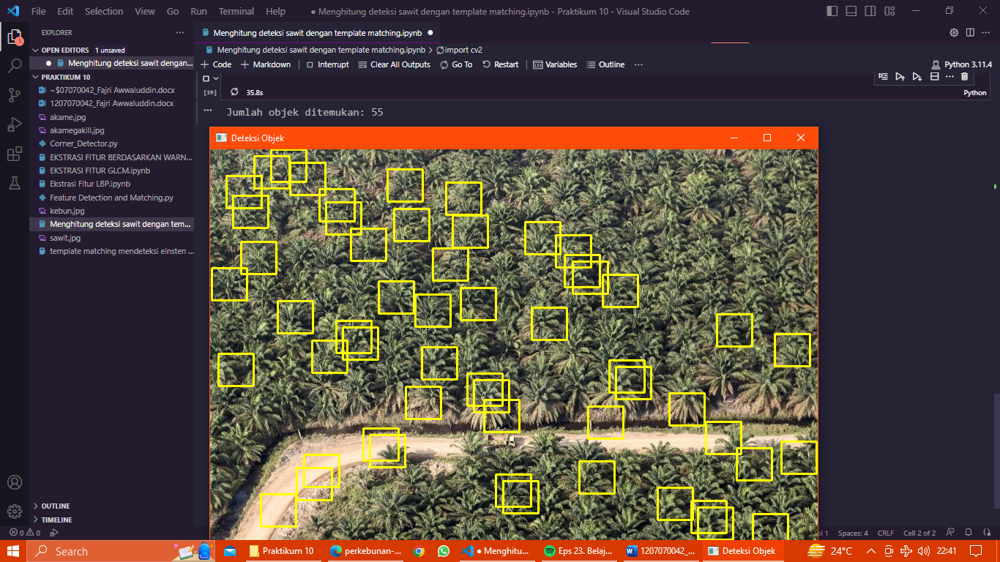 File Edit Selection View Go Run Terminal Help
● Menghitung deteksi sawit dengan template matching.ipynb - Praktikum 10 - Visual Studio Code
EXPLORER
Menghitung deteksi sawit dengan template matching.ipynb
OPEN EDITORS 1 unsaved
Menghitung deteksi sawit dengan...
Menghitung deteksi sawit dengan template matching.ipynb > import cv2
+ Code + Markdown Interrupt Clear All Outputs Go To Restart Variables Outline ...
Python 3.11.4
PRAKTIKUM 10
~$07070042_Fajri Awwaluddin.docx
1207070042_Fajri Awwaluddin.docx
akame.jpg
akamegakill.jpg
Corner_Detector.py
EKSTRASI FITUR BERDASARKAN WARN...
EKSTRASI FITUR GLCM.ipynb
Ekstrasi Fitur LBP.ipynb
Feature Detection and Matching.py
kebun.jpg
Menghitung deteksi sawit dengan tem...
sawit.jpg
template matching mendeteksi einsten ...
OUTLINE
TIMELINE
[19] 35.8s
Python
Jumlah objek ditemukan: 55
Deteksi Objek
0 0
Spaces: 4 CRLF Cell 2 of 2
Search
Praktikum 10
perkebunan-...
● Menghitu...
Eps 23. Belaj...
1207070042_...
Deteksi Objek
24°C
22:41